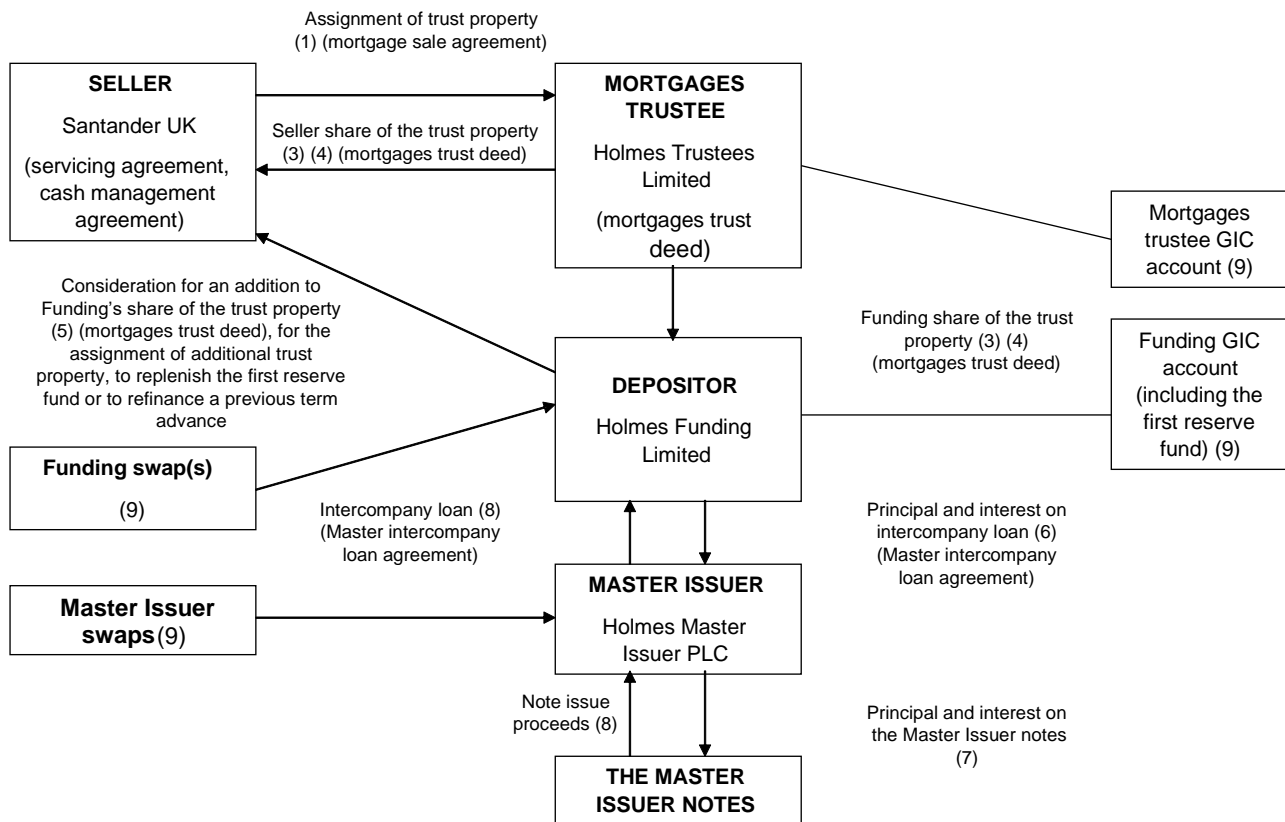 Assignment of trust property
(1) (mortgage sale agreement)
SELLER
Santander UK
(servicing agreement,
cash management
agreement)
MORTGAGES
TRUSTEE
Holmes Trustees
Limited
(mortgages trust
deed)
Seller share of the trust property
(3) (4) (mortgages trust deed)
Mortgages
trustee GIC
account (9)
Consideration for an addition to
Funding’s share of the trust property
(5) (mortgages trust deed), for the
assignment of additional trust
property, to replenish the first reserve
fund or to refinance a previous term
advance
Funding share of the trust
property (3) (4)
(mortgages trust deed)
Funding GIC
account
(including the
first reserve
fund) (9)
DEPOSITOR
Holmes Funding
Limited
Funding swap(s)
(9)
Intercompany loan (8)
(Master intercompany
loan agreement)
Principal and interest on
intercompany loan (6)
(Master intercompany
loan agreement)
Master Issuer
swaps (9)
MASTER ISSUER
Holmes Master
Issuer PLC
Note issue
proceeds (8)
Principal and interest on
the Master Issuer notes
(7)
THE MASTER
ISSUER NOTES